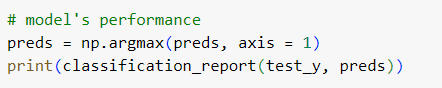 # model's performance
preds = np.argmax(preds, axis = 1)
print(classification_report(test_y, preds))